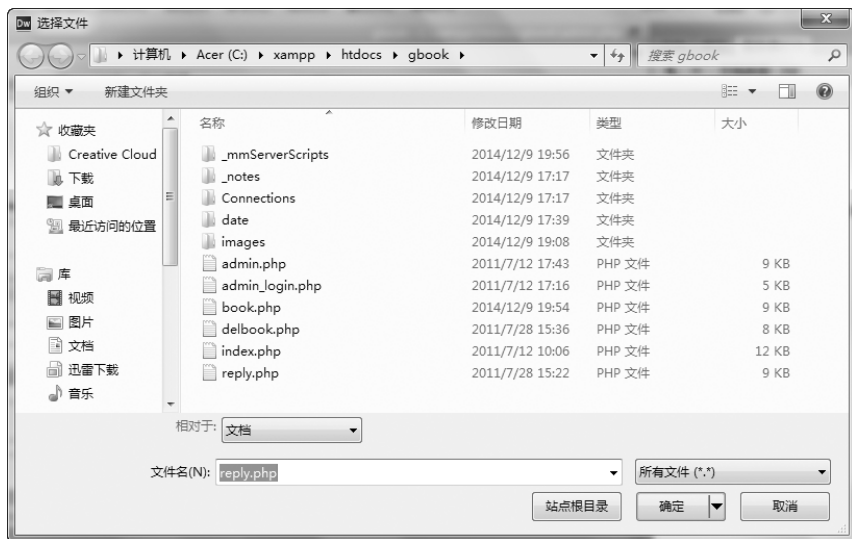 Dw 选择文件
计算机 Acer (C:) xampp htdocs gbook 搜索 gbook
组织 新建文件夹
名称 修改日期 类型 大小
收藏夹
Creative Cloud
下载
桌面
最近访问的位置
库
视频
图片
文档
迅雷下载
音乐
_mmServerScripts 2014/12/9 19:56 文件夹
_notes 2014/12/9 17:17 文件夹
Connections 2014/12/9 17:17 文件夹
date 2014/12/9 17:39 文件夹
images 2014/12/9 19:08 文件夹
admin.php 2011/7/12 17:43 PHP 文件 9 KB
admin_login.php 2011/7/12 17:16 PHP 文件 5 KB
book.php 2014/12/9 19:54 PHP 文件 9 KB
delbook.php 2011/7/28 15:36 PHP 文件 8 KB
index.php 2011/7/12 10:06 PHP 文件 12 KB
reply.php 2011/7/28 15:22 PHP 文件 9 KB
相对于: 文档
文件名(N): reply.php 所有文件 (*.*)
站点根目录 确定 取消